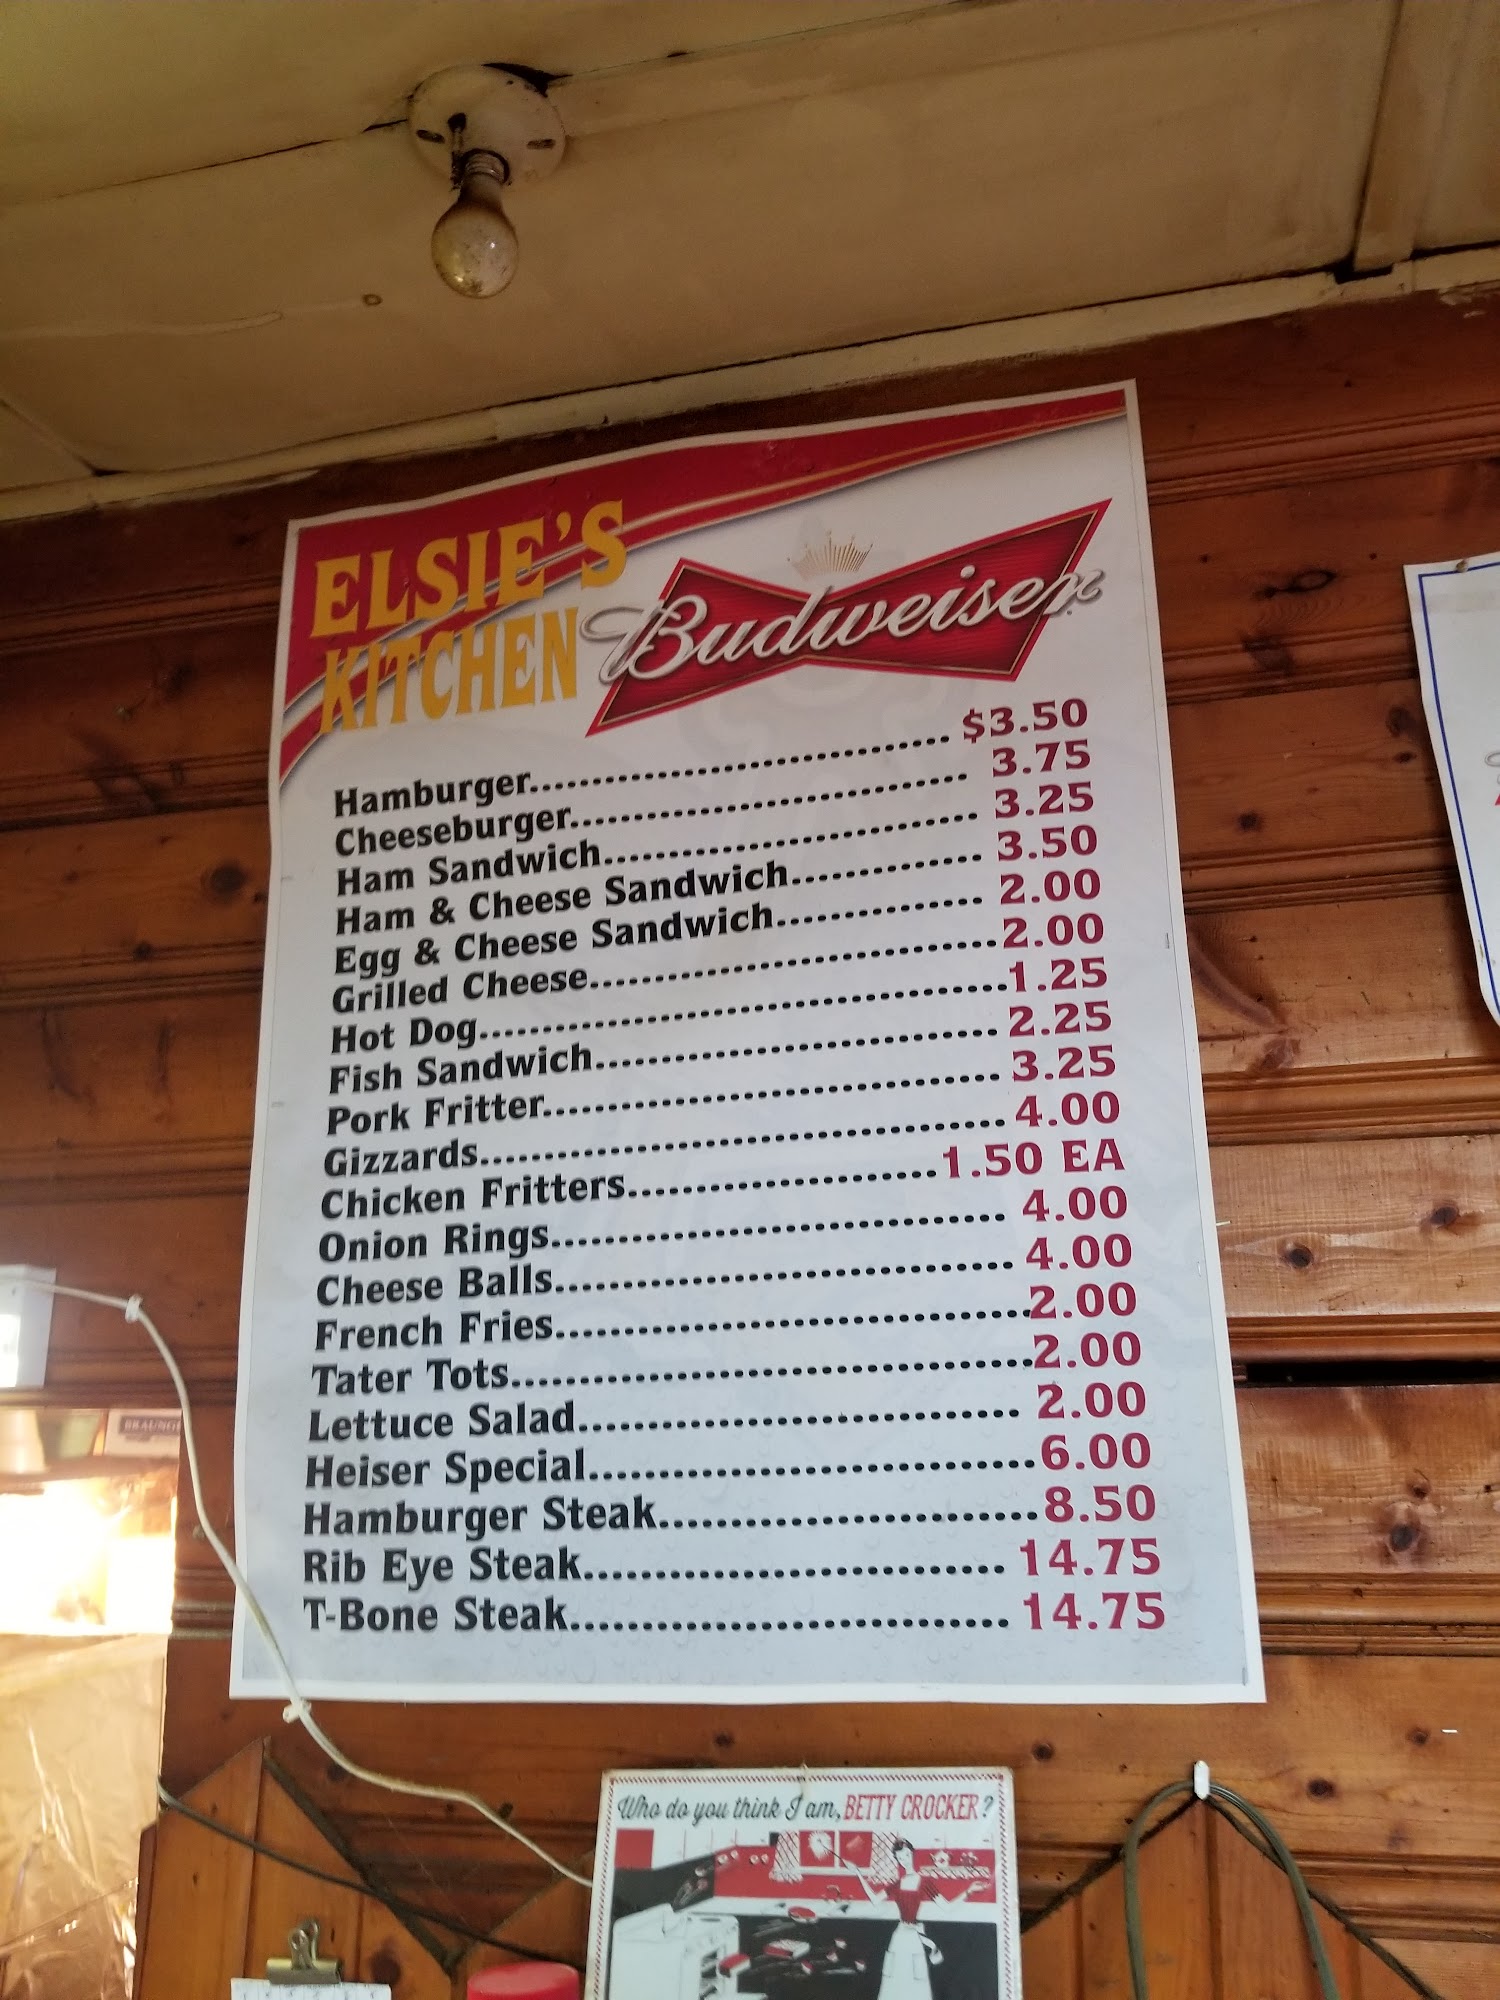 ELSIE'S
KITCHEN
Budweiser
Hamburger............................... $3.50
Cheeseburger............................... 3.75
Ham Sandwich............................. 3.25
Ham & Cheese Sandwich............ 3.50
Egg & Cheese Sandwich.............. 2.00
Grilled Cheese...............................2.00
Hot Dog.........................................1.25
Fish Sandwich............................... 2.25
Pork Fritter................................... 3.25
Gizzards........................................ 4.00
Chicken Fritters.......................1.50 EA
Onion Rings.................................. 4.00
Cheese Balls.................................. 4.00
French Fries..................................2.00
Tater Tots.....................................2.00
Lettuce Salad............................... 2.00
Heiser Special...............................6.00
Hamburger Steak..........................8.50
Rib Eye Steak............................ 14.75
T-Bone Steak............................. 14.75
Who do you think I am, BETTY CROCKER?